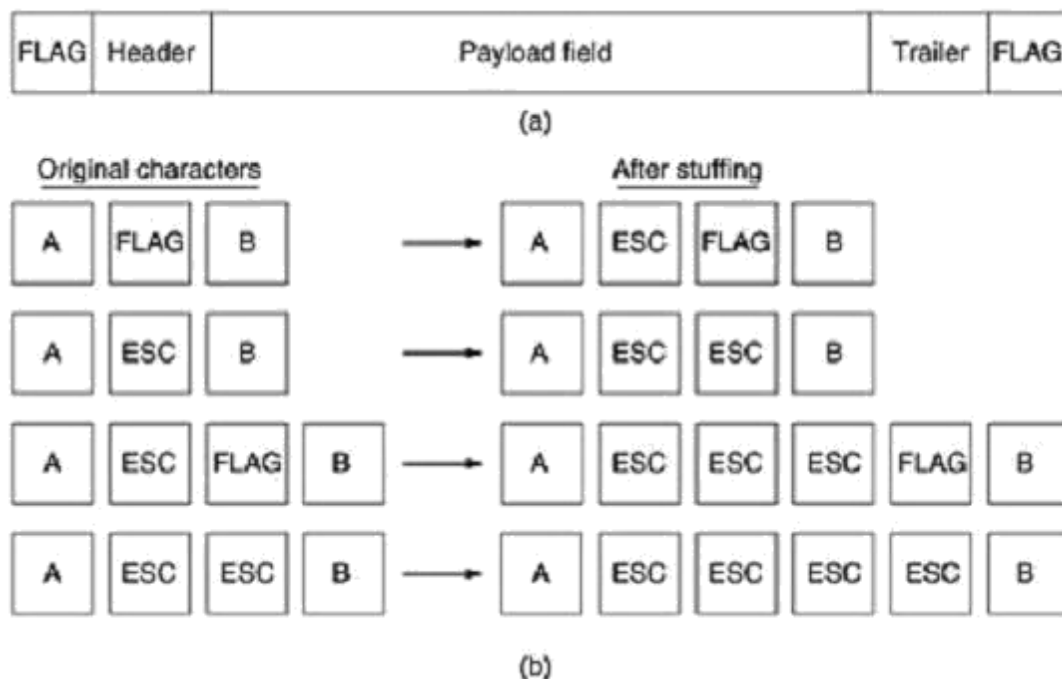 FLAG Header Payload field Trailer FLAG
(a)
Original characters After stuffing
A FLAG B A ESC FLAG B
A ESC B A ESC ESC B
A ESC FLAG B A ESC ESC ESC FLAG B
A ESC ESC B A ESC ESC ESC ESC B
(b)